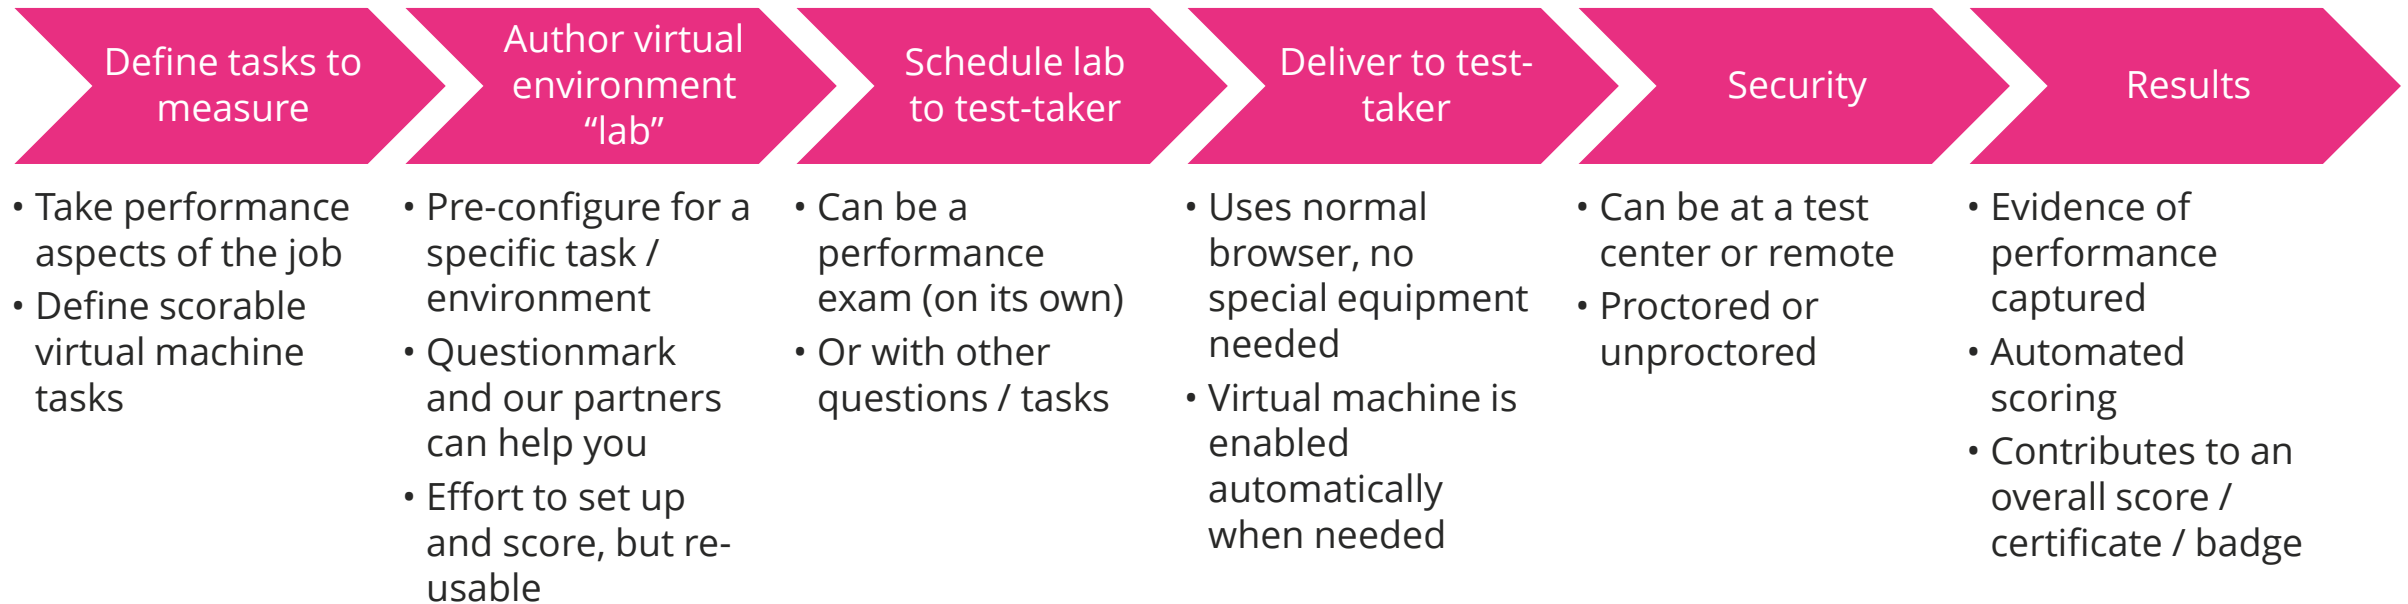 Define tasks to
measure
• Take performance
aspects of the job
• Define scorable
virtual machine
tasks
Author virtual
environment
“lab”
• Pre-configure for a
specific task /
environment
• Questionmark
and our partners
can help you
• Effort to set up
and score, but re-
usable
Schedule lab
to test-taker
• Can be a
performance
exam (on its own)
• Or with other
questions / tasks
Deliver to test-
taker
• Uses normal
browser, no
special equipment
needed
• Virtual machine is
enabled
automatically
when needed
Security
• Can be at a test
center or remote
• Proctored or
unproctored
Results
• Evidence of
performance
captured
• Automated
scoring
• Contributes to an
overall score /
certificate / badge